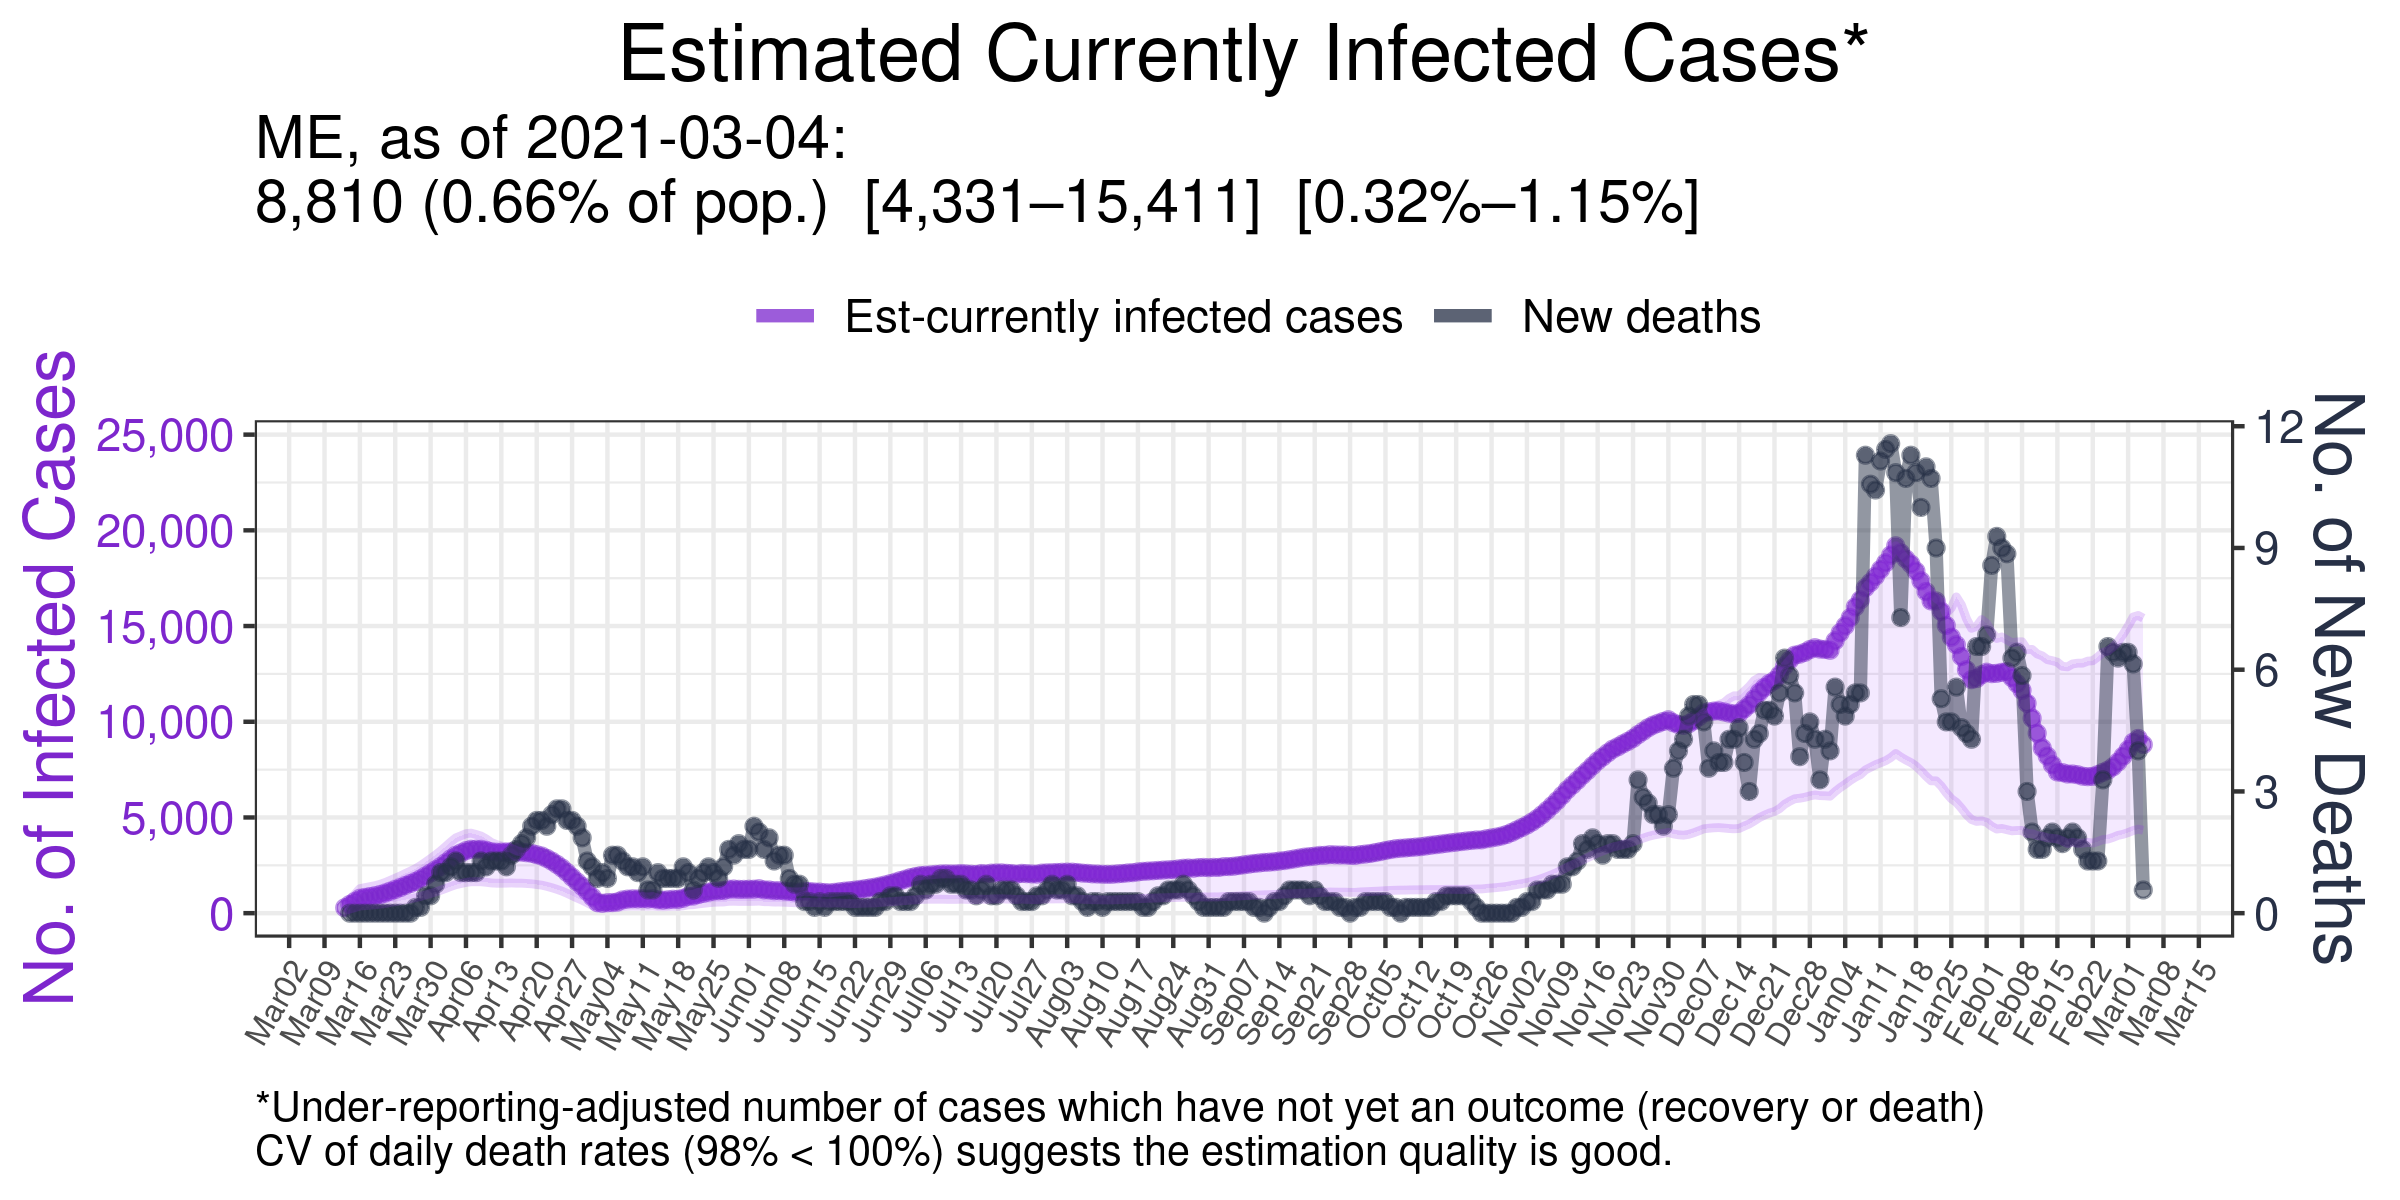 Estimated Currently Infected Cases*
ME, as of 2021-03-04:
8,810 (0.66% of pop.)  [4,331–15,411]  [0.32%–1.15%]
Est-currently infected cases
New deaths
No. of Infected Cases
25,000
20,000
15,000
10,000
5,000
0
12
9
6
3
0
No. of New Deaths
Mar02
Mar09
Mar16
Mar23
Mar30
Apr06
Apr13
Apr20
Apr27
May04
May11
May18
May25
Jun01
Jun08
Jun15
Jun22
Jun29
Jul06
Jul13
Jul20
Jul27
Aug03
Aug10
Aug17
Aug24
Aug31
Sep07
Sep14
Sep21
Sep28
Oct05
Oct12
Oct19
Oct26
Nov02
Nov09
Nov16
Nov23
Nov30
Dec07
Dec14
Dec21
Dec28
Jan04
Jan11
Jan18
Jan25
Feb01
Feb08
Feb15
Feb22
Mar01
Mar08
Mar15
*Under-reporting-adjusted number of cases which have not yet an outcome (recovery or death)
CV of daily death rates (98% < 100%) suggests the estimation quality is good.